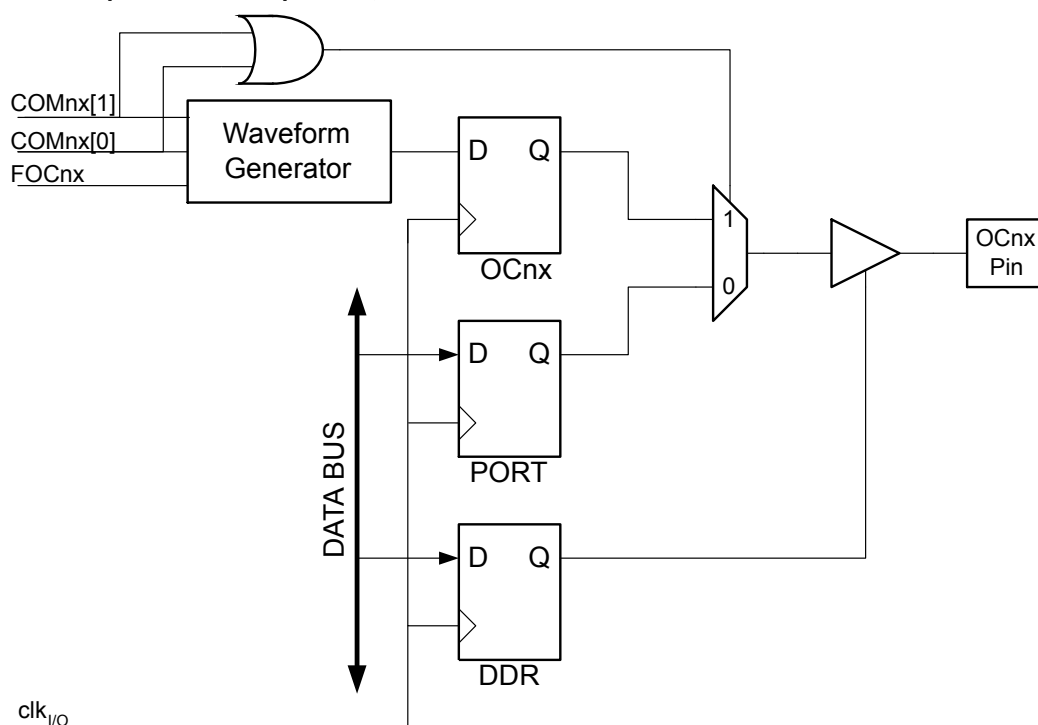 COMnx[1]
COMnx[0]
FOCnx
Waveform
Generator
D Q
OCnx
1
0
OCnx
Pin
DATA BUS
D Q
PORT
D Q
DDR
clkI/O